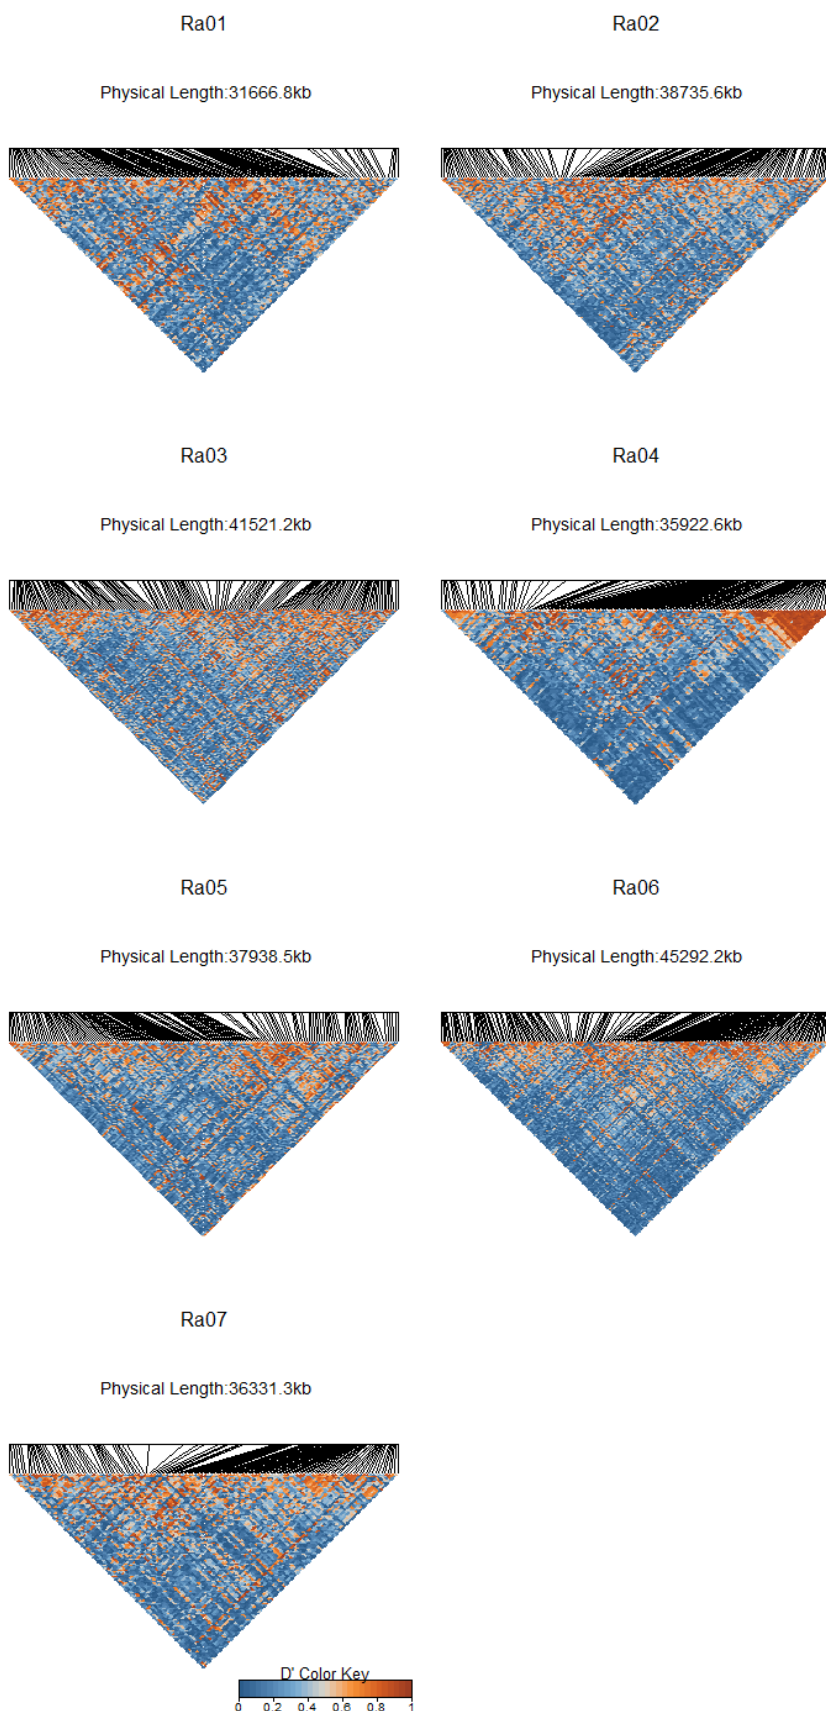 Ra01
Physical Length:31666.8kb
Ra02
Physical Length:38735.6kb
Ra03
Physical Length:41521.2kb
Ra04
Physical Length:35922.6kb
Ra05
Physical Length:37938.5kb
Ra06
Physical Length:45292.2kb
Ra07
Physical Length:36331.3kb
D' Color Key
0 0.2 0.4 0.6 0.8 1